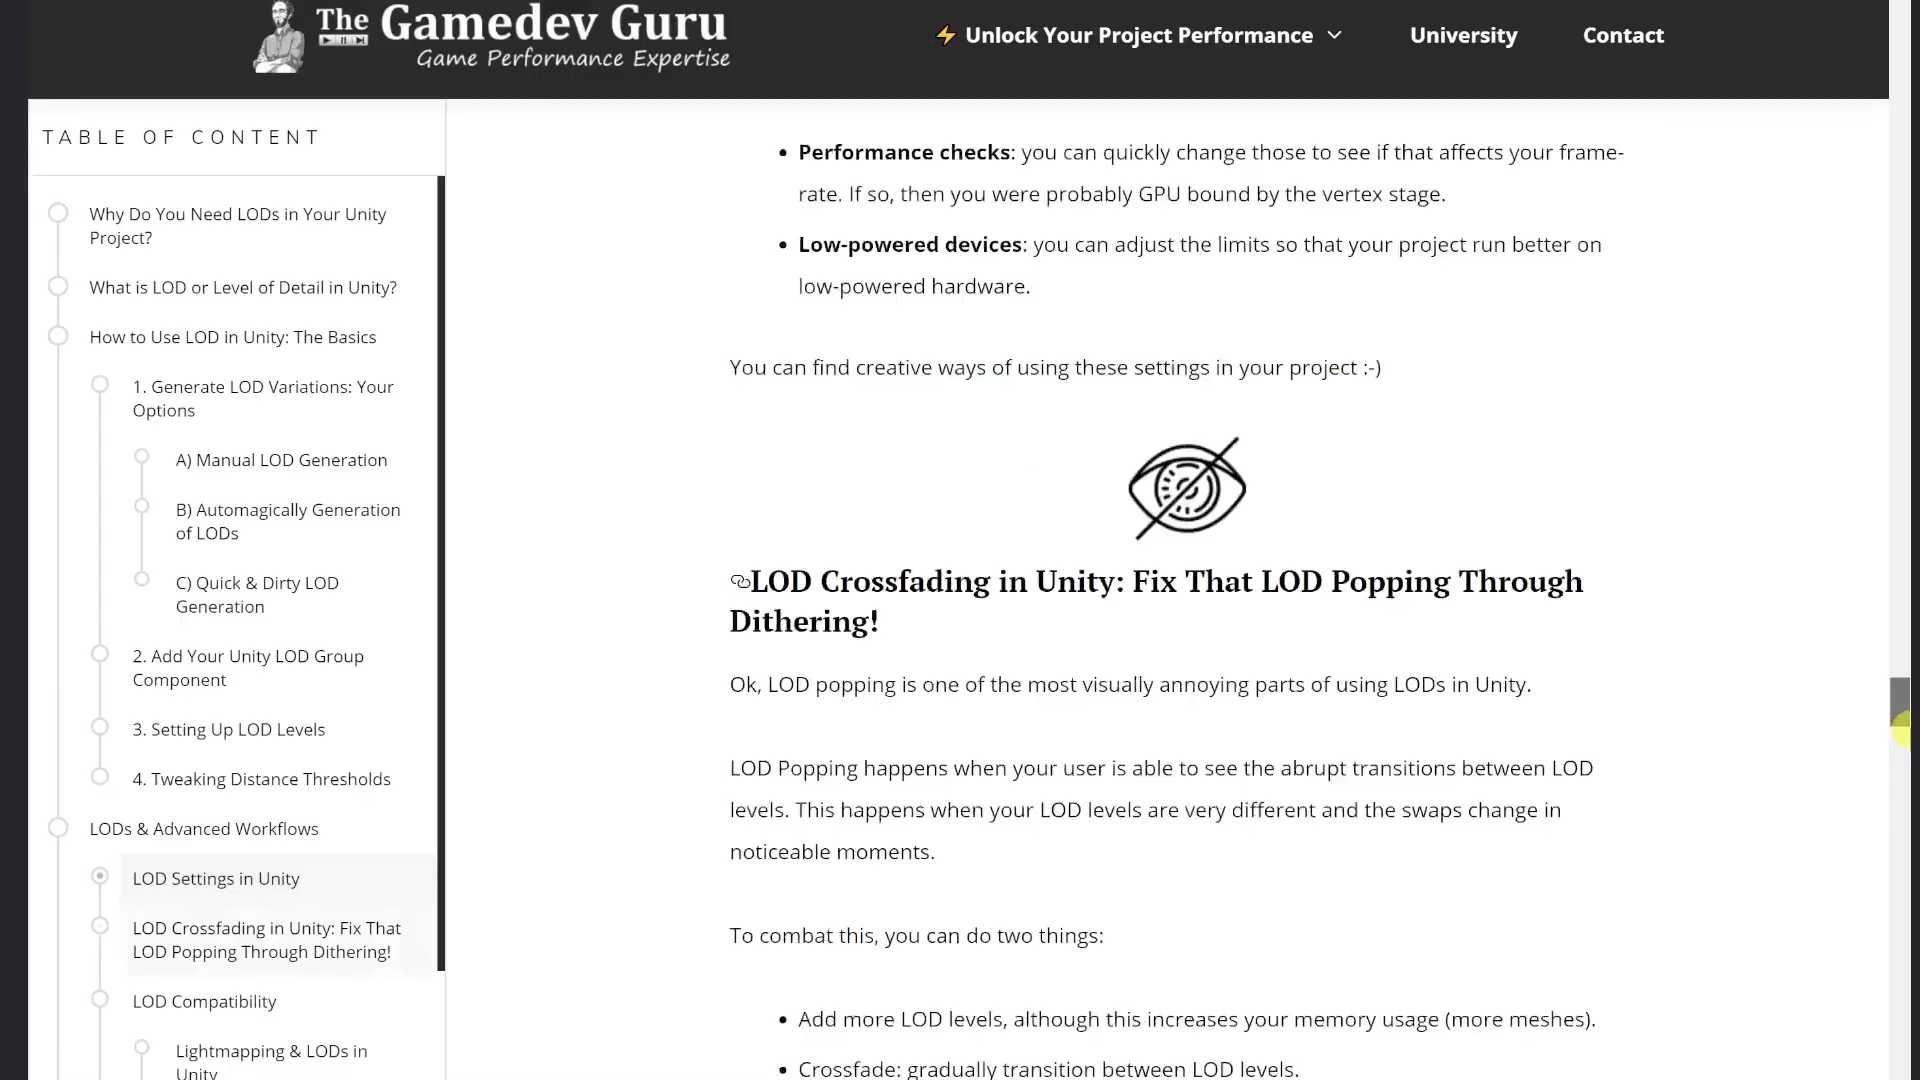 The Gamedev Guru
Game Performance Expertise
⚡ Unlock Your Project Performance
University
Contact
TABLE OF CONTENT
Why Do You Need LODs in Your Unity
Project?
What is LOD or Level of Detail in Unity?
How to Use LOD in Unity: The Basics
1. Generate LOD Variations: Your
Options
A) Manual LOD Generation
B) Automagically Generation
of LODs
C) Quick & Dirty LOD
Generation
2. Add Your Unity LOD Group
Component
3. Setting Up LOD Levels
4. Tweaking Distance Thresholds
LODs & Advanced Workflows
LOD Settings in Unity
LOD Crossfading in Unity: Fix That
LOD Popping Through Dithering!
LOD Compatibility
Lightmapping & LODs in
Unity
• Performance checks: you can quickly change those to see if that affects your frame-
rate. If so, then you were probably GPU bound by the vertex stage.
• Low-powered devices: you can adjust the limits so that your project run better on
low-powered hardware.
You can find creative ways of using these settings in your project :-)
LOD Crossfading in Unity: Fix That LOD Popping Through
Dithering!
Ok, LOD popping is one of the most visually annoying parts of using LODs in Unity.
LOD Popping happens when your user is able to see the abrupt transitions between LOD
levels. This happens when your LOD levels are very different and the swaps change in
noticeable moments.
To combat this, you can do two things:
• Add more LOD levels, although this increases your memory usage (more meshes).
• Crossfade: gradually transition between LOD levels.